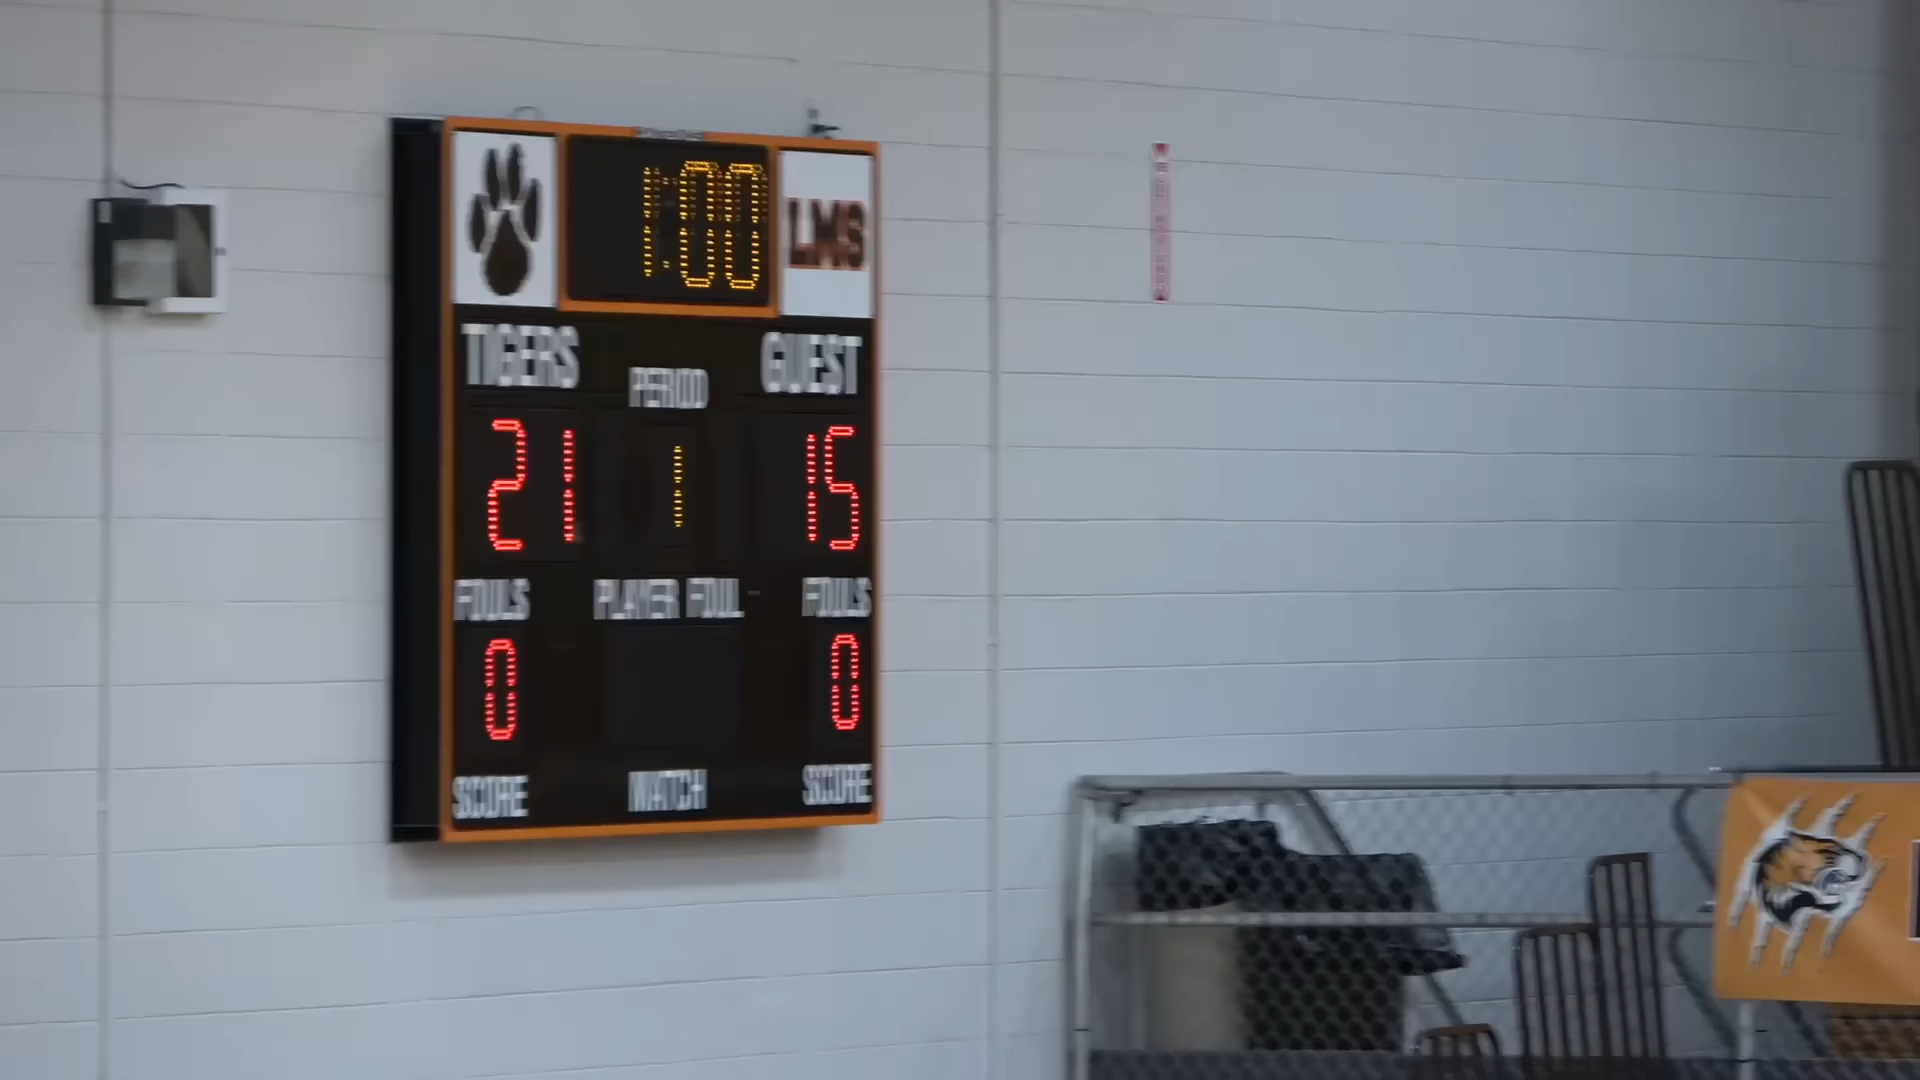 1:00
LMS
TIGERS
GUEST
PERIOD
21
1
15
FOULS
PLAYER FOUL
FOULS
0
0
SCORE
MATCH
SCORE